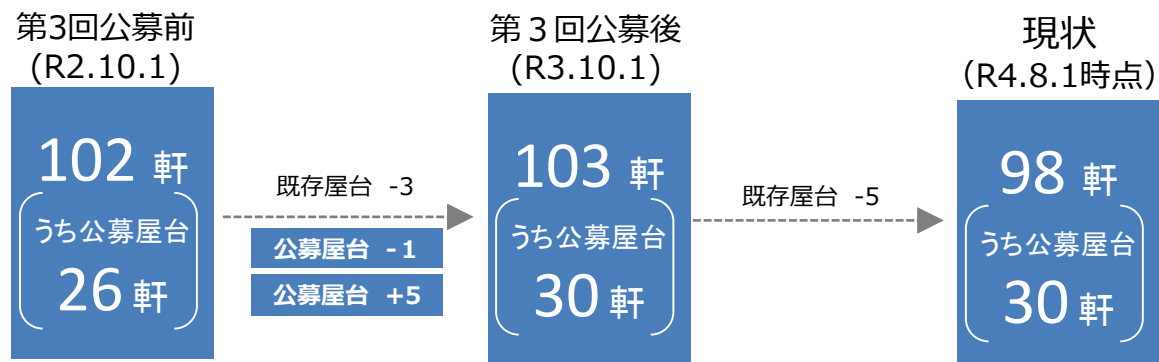 第3回公募前
(R2.10.1)
102 軒
うち公募屋台
26 軒
既存屋台 -3
公募屋台 -1
公募屋台 +5
第３回公募後
(R3.10.1)
103 軒
うち公募屋台
30 軒
既存屋台 -5
現状
（R4.8.1時点）
98 軒
うち公募屋台
30 軒